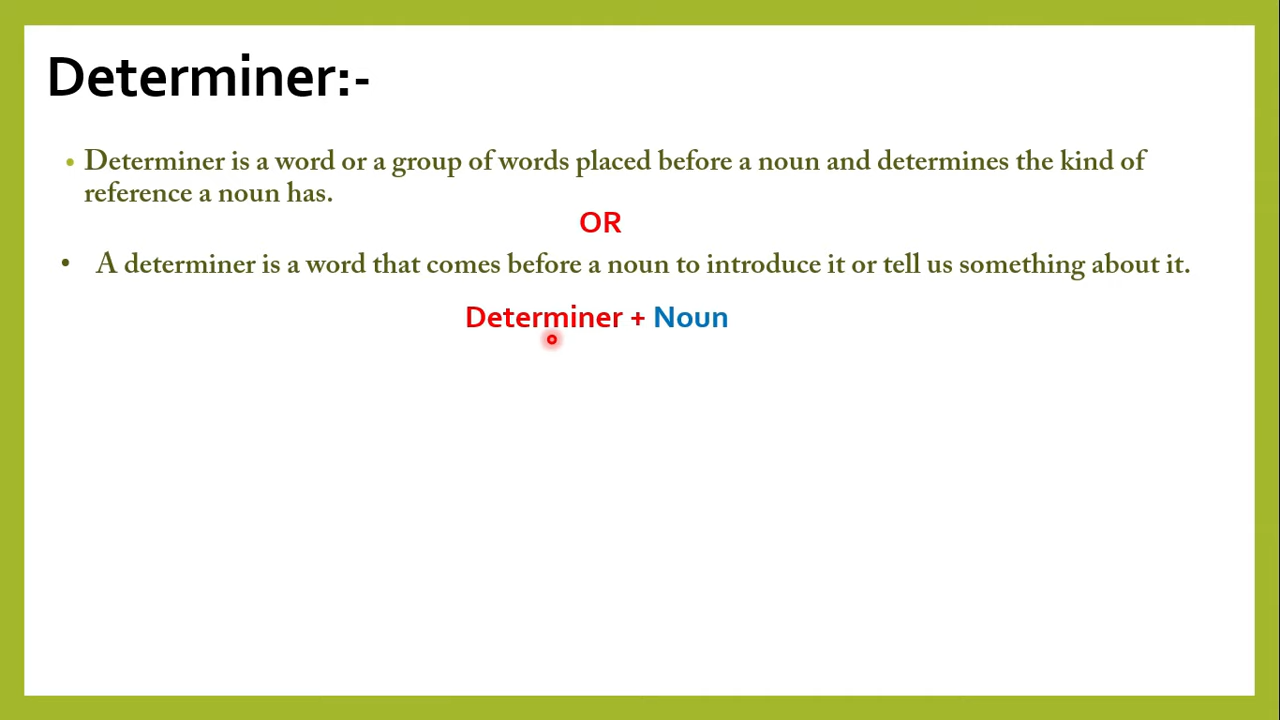 Determiner:-
• Determiner is a word or a group of words placed before a noun and determines the kind of
reference a noun has.
OR
• A determiner is a word that comes before a noun to introduce it or tell us something about it.
Determiner + Noun